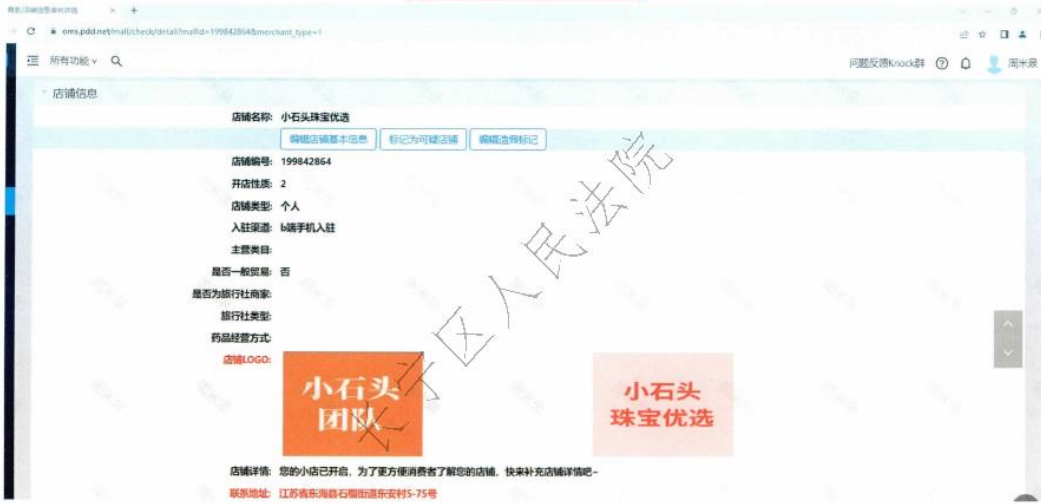 oms.pdd.net/mall/check/detail?mallId=199842864&merchant_type=1
所有功能
问题反馈Knock群
周米泉
店铺信息
店铺名称: 小石头珠宝优选
编辑店铺基本信息 标记为可疑店铺 编辑造假标记
店铺编号: 199842864
开店性质: 2
店铺类型: 个人
入驻渠道: b端手机入驻
主营类目:
是否一般贸易: 否
是否为旅行社商家:
旅行社类型:
药品经营方式:
店铺LOGO:
小石头
团队
小石头
珠宝优选
长宁区人民法院
店铺详情: 您的小店已开启，为了更方便消费者了解您的店铺，快来补充店铺详情吧~
联系地址: 江苏省东海县石榴街道东安村5-75号